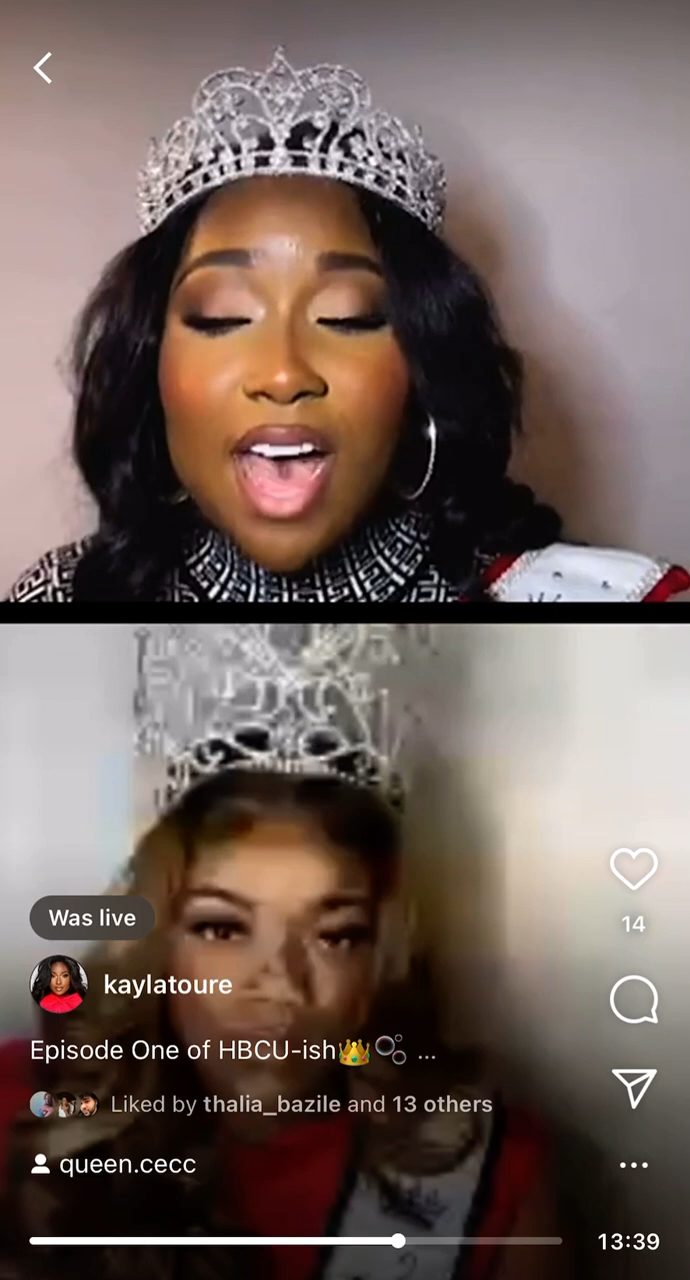 Was live
kaylatoure
Episode One of HBCU-ish👑🫧 ...
14
Liked by thalia_bazile and 13 others
queen.cecc
13:39